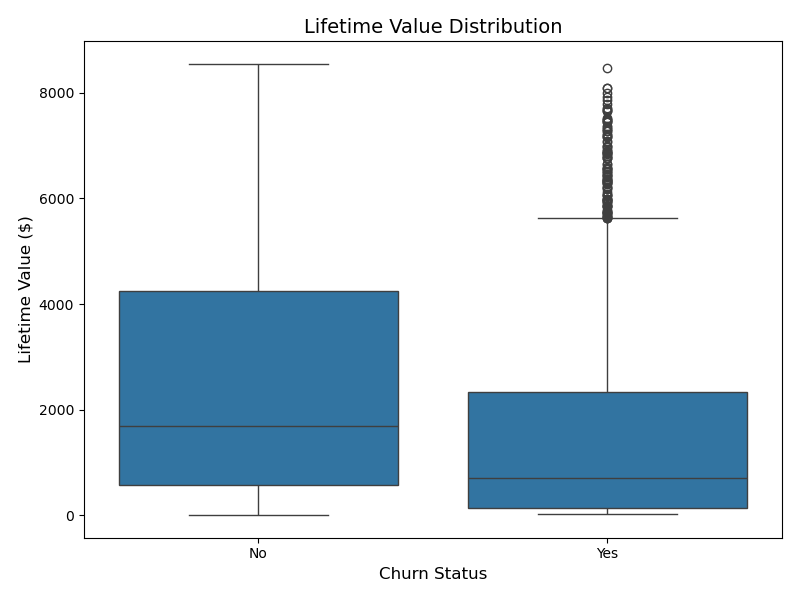 Lifetime Value Distribution
Lifetime Value ($)
8000
6000
4000
2000
0
No
Yes
Churn Status